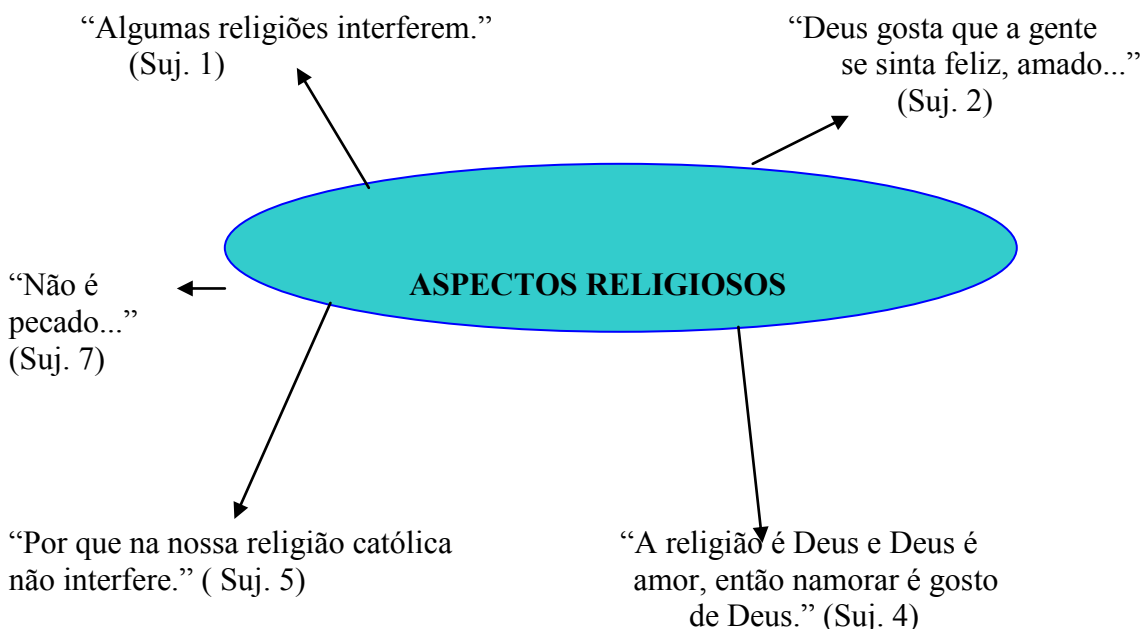 “Algumas religiões interferem.”
(Suj. 1)
“Deus gosta que a gente
se sinta feliz, amado...”
(Suj. 2)
ASPECTOS RELIGIOSOS
“Não é
pecado...”
(Suj. 7)
“Por que na nossa religião católica
não interfere.” ( Suj. 5)
“A religião é Deus e Deus é
amor, então namorar é gosto
de Deus.” (Suj. 4)